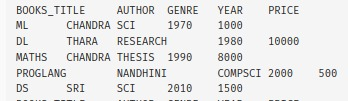 BOOKS_TITLE AUTHOR GENRE YEAR PRICE
ML CHANDRA SCI 1970 1000
DL THARA RESEARCH 1980 10000
MATHS CHANDRA THESIS 1990 8000
PROGLANG NANDHINI COMPSCI 2000 500
DS SRI SCI 2010 1500